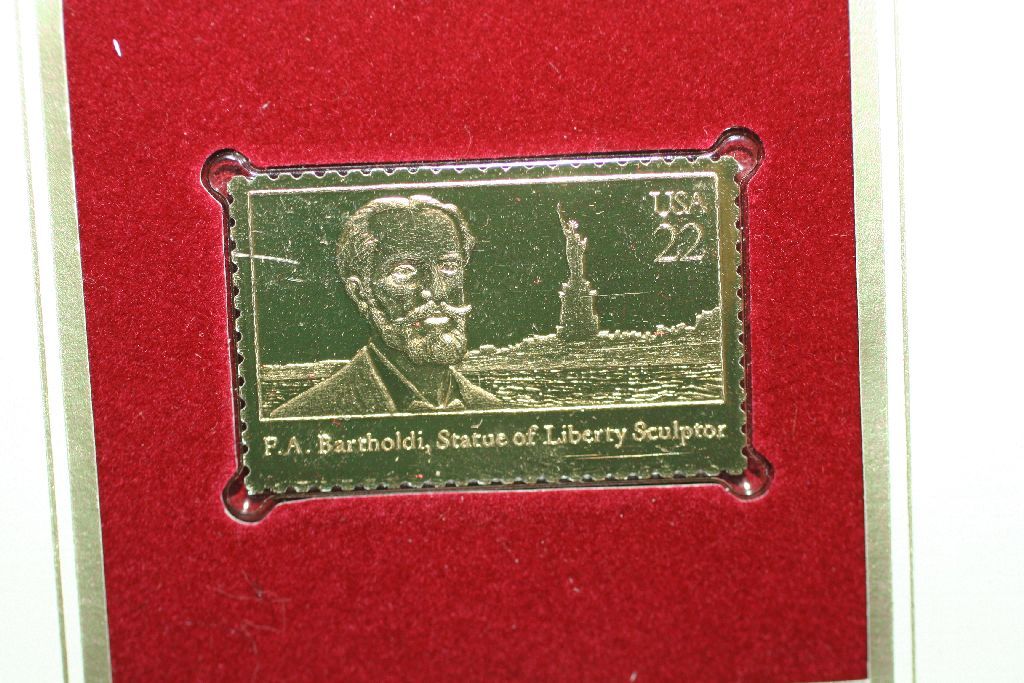 USA
22
F.A. Bartholdi, Statue of Liberty Sculptor